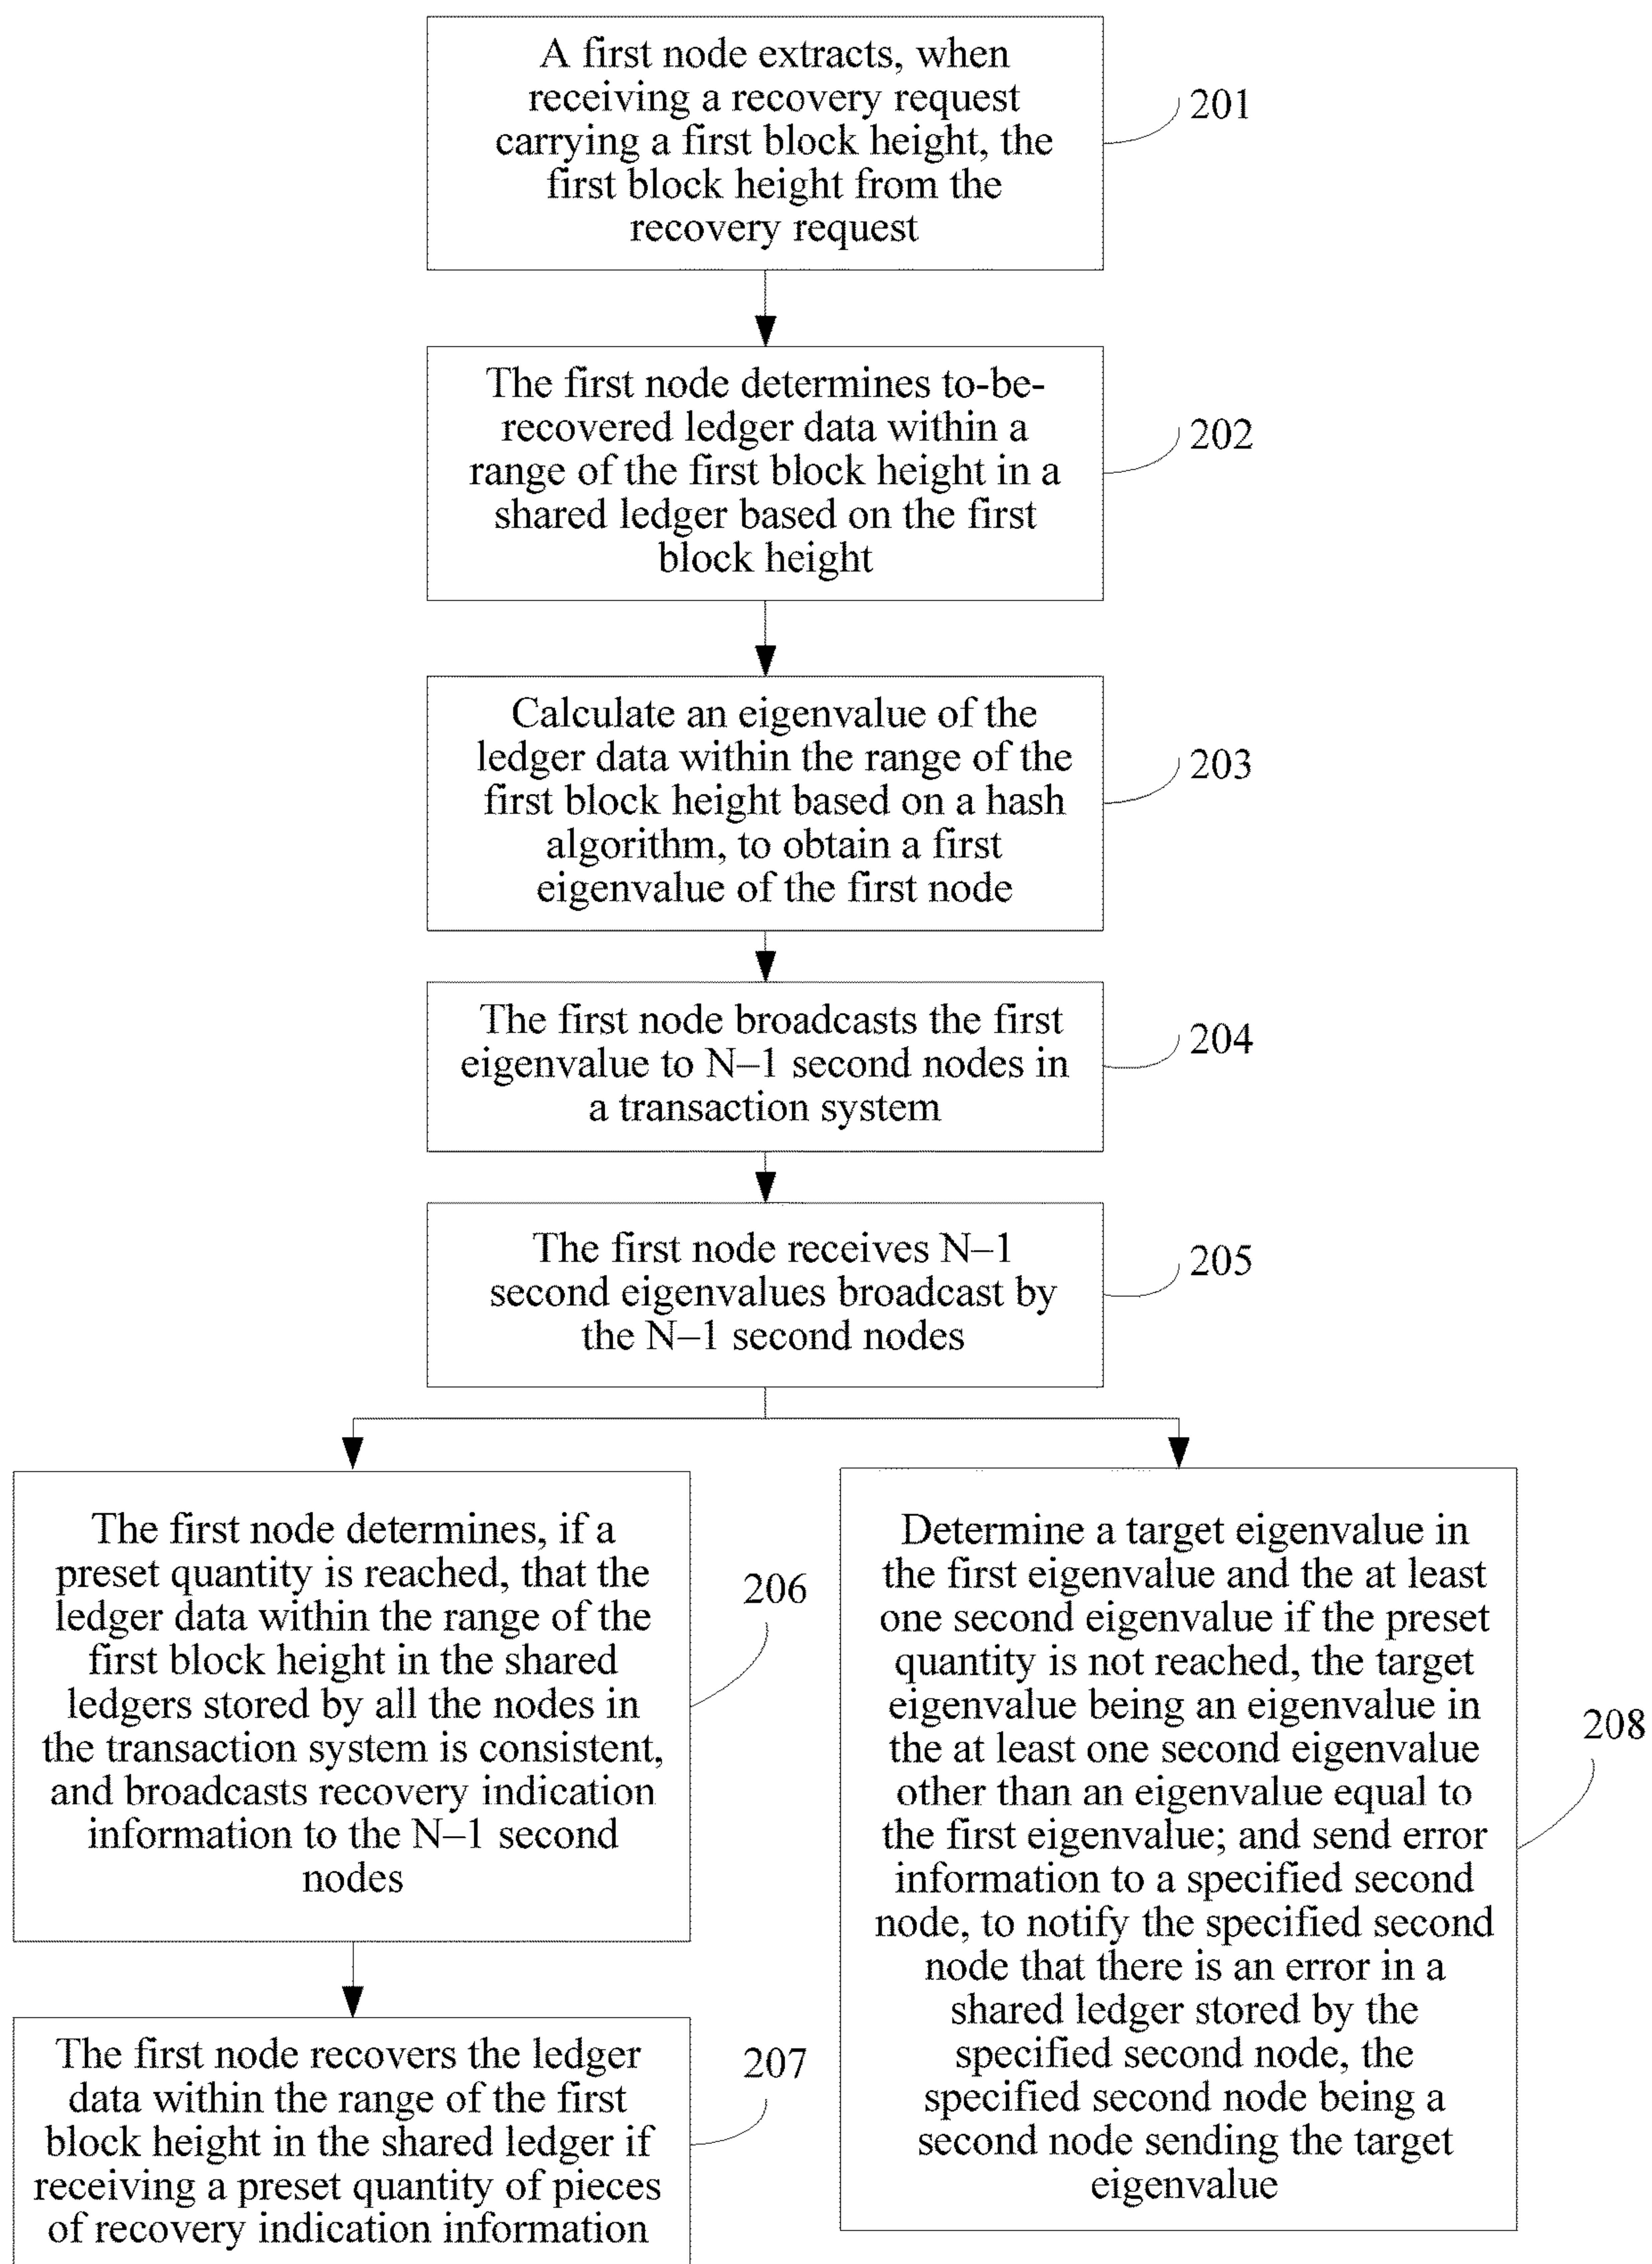 A first node extracts, when
receiving a recovery request
carrying a first block height, the
first block height from the
recovery request
201
The first node determines to-be-
recovered ledger data within a
range of the first block height in a
shared ledger based on the first
block height
202
Calculate an eigenvalue of the
ledger data within the range of the
first block height based on a hash
algorithm, to obtain a first
eigenvalue of the first node
203
The first node broadcasts the first
eigenvalue to N–1 second nodes in
a transaction system
204
The first node receives N–1
second eigenvalues broadcast by
the N–1 second nodes
205
The first node determines, if a
preset quantity is reached, that the
ledger data within the range of the
first block height in the shared
ledgers stored by all the nodes in
the transaction system is consistent,
and broadcasts recovery indication
information to the N–1 second
nodes
206
The first node recovers the ledger
data within the range of the first
block height in the shared ledger if
receiving a preset quantity of pieces
of recovery indication information
207
Determine a target eigenvalue in
the first eigenvalue and the at least
one second eigenvalue if the preset
quantity is not reached, the target
eigenvalue being an eigenvalue in
the at least one second eigenvalue
other than an eigenvalue equal to
the first eigenvalue; and send error
information to a specified second
node, to notify the specified second
node that there is an error in a
shared ledger stored by the
specified second node, the
specified second node being a
second node sending the target
eigenvalue
208